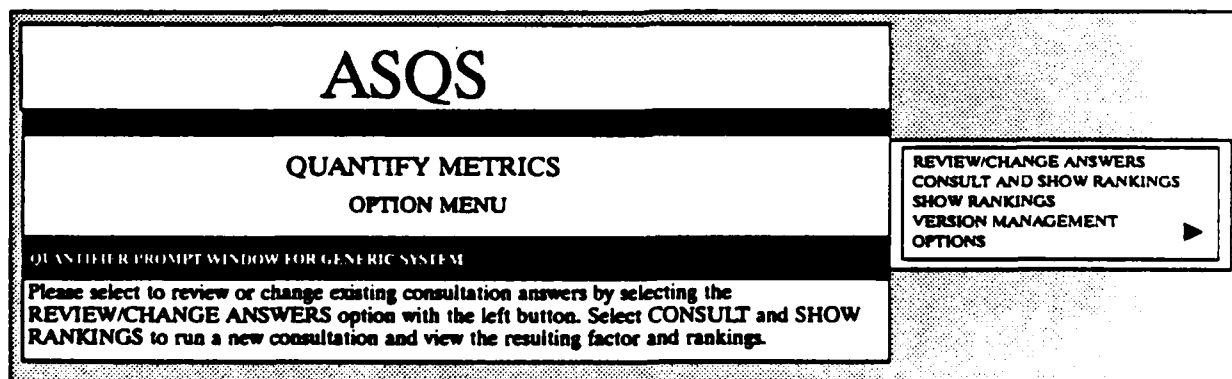 ASQS
QUANTIFY METRICS
OPTION MENU
QUANTIFIER PROMPT WINDOW FOR GENERIC SYSTEM
Please select to review or change existing consultation answers by selecting the
REVIEW/CHANGE ANSWERS option with the left button. Select CONSULT and SHOW
RANKINGS to run a new consultation and view the resulting factor and rankings.
REVIEW/CHANGE ANSWERS
CONSULT AND SHOW RANKINGS
SHOW RANKINGS
VERSION MANAGEMENT
OPTIONS